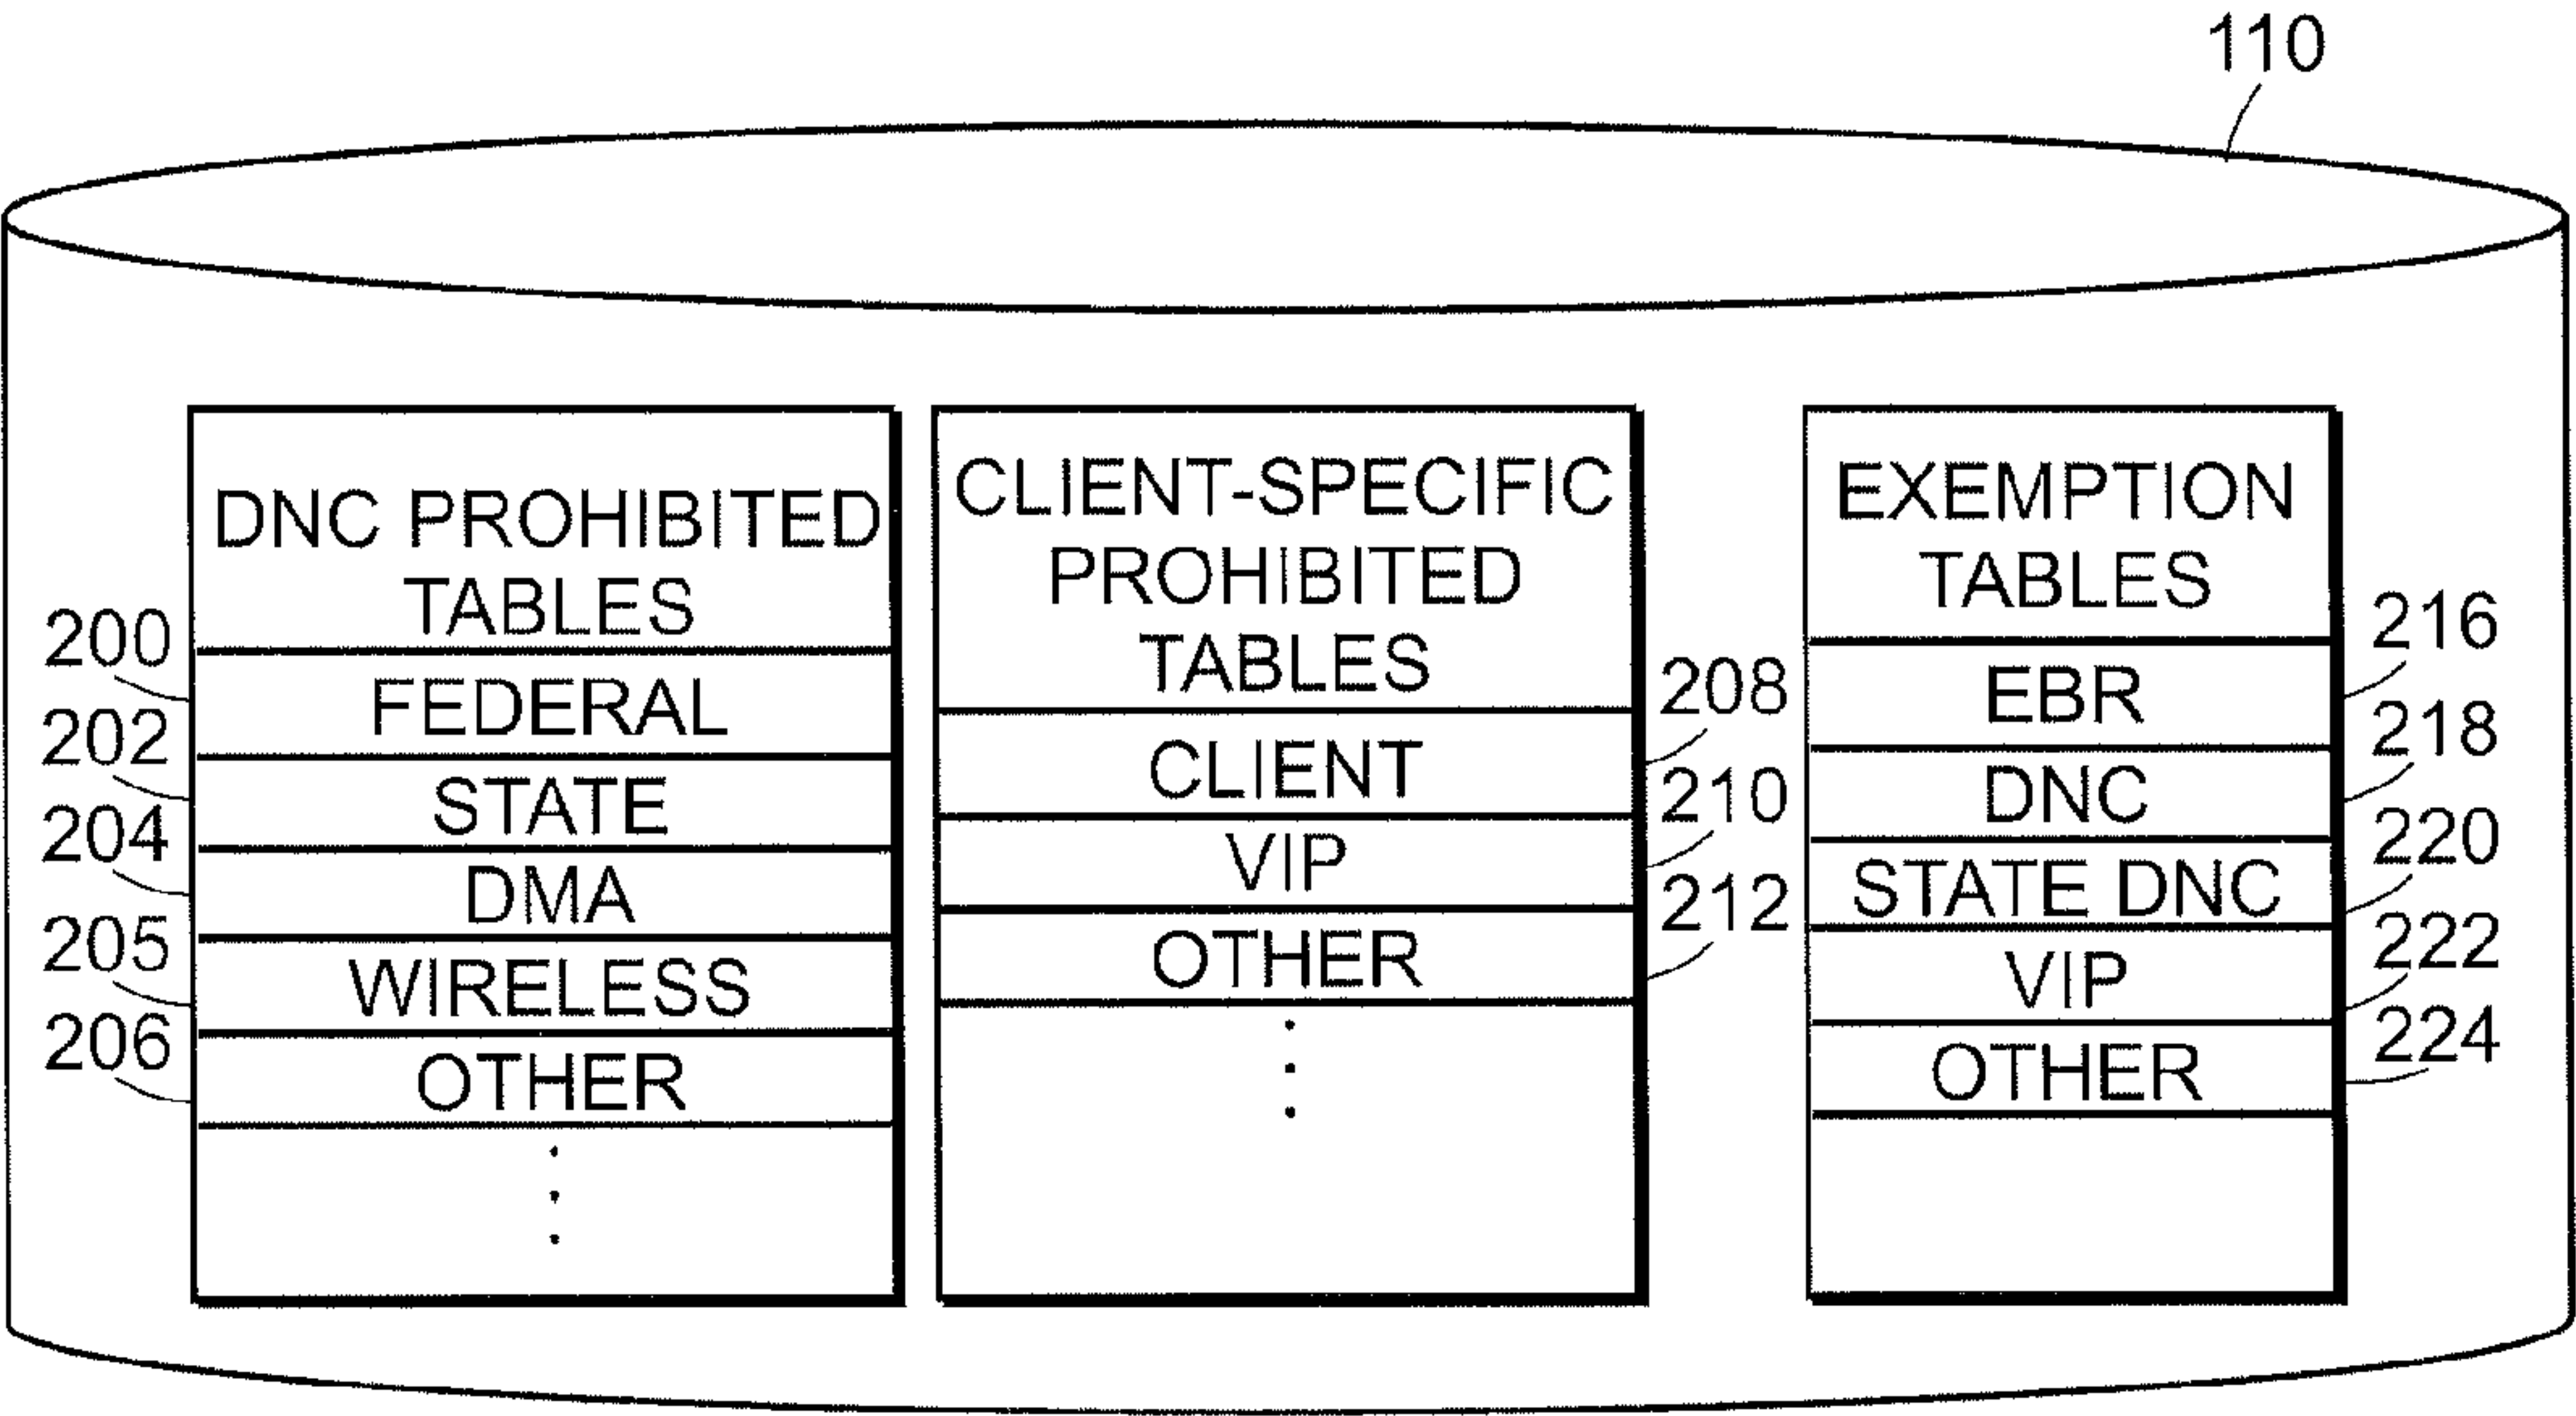 110
DNC PROHIBITED
TABLES
200
FEDERAL
202
STATE
204
DMA
205
WIRELESS
206
OTHER
CLIENT-SPECIFIC
PROHIBITED
TABLES
208
CLIENT
210
VIP
212
OTHER
EXEMPTION
TABLES
216
EBR
218
DNC
220
STATE DNC
222
VIP
224
OTHER